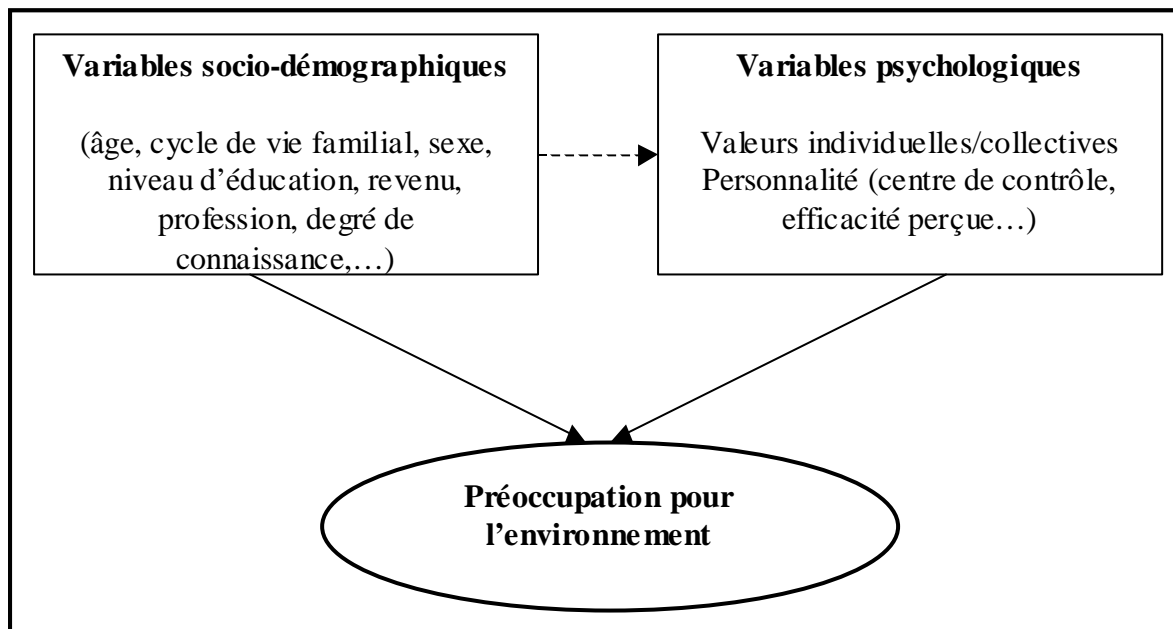 Variables socio-démographiques
(âge, cycle de vie familial, sexe,
niveau d’éducation, revenu,
profession, degré de
connaissance,…)
Variables psychologiques
Valeurs individuelles/collectives
Personnalité (centre de contrôle,
efficacité perçue…)
Préoccupation pour
l’environnement